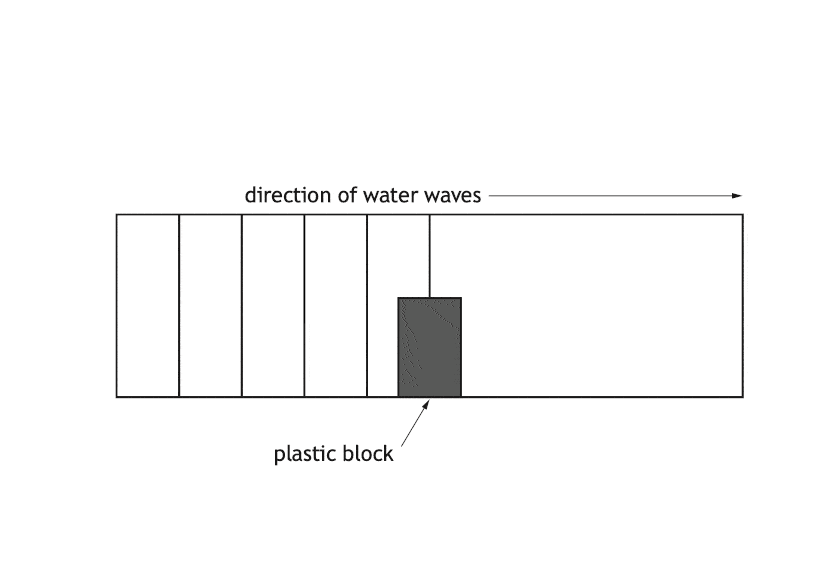 direction of water waves
plastic block